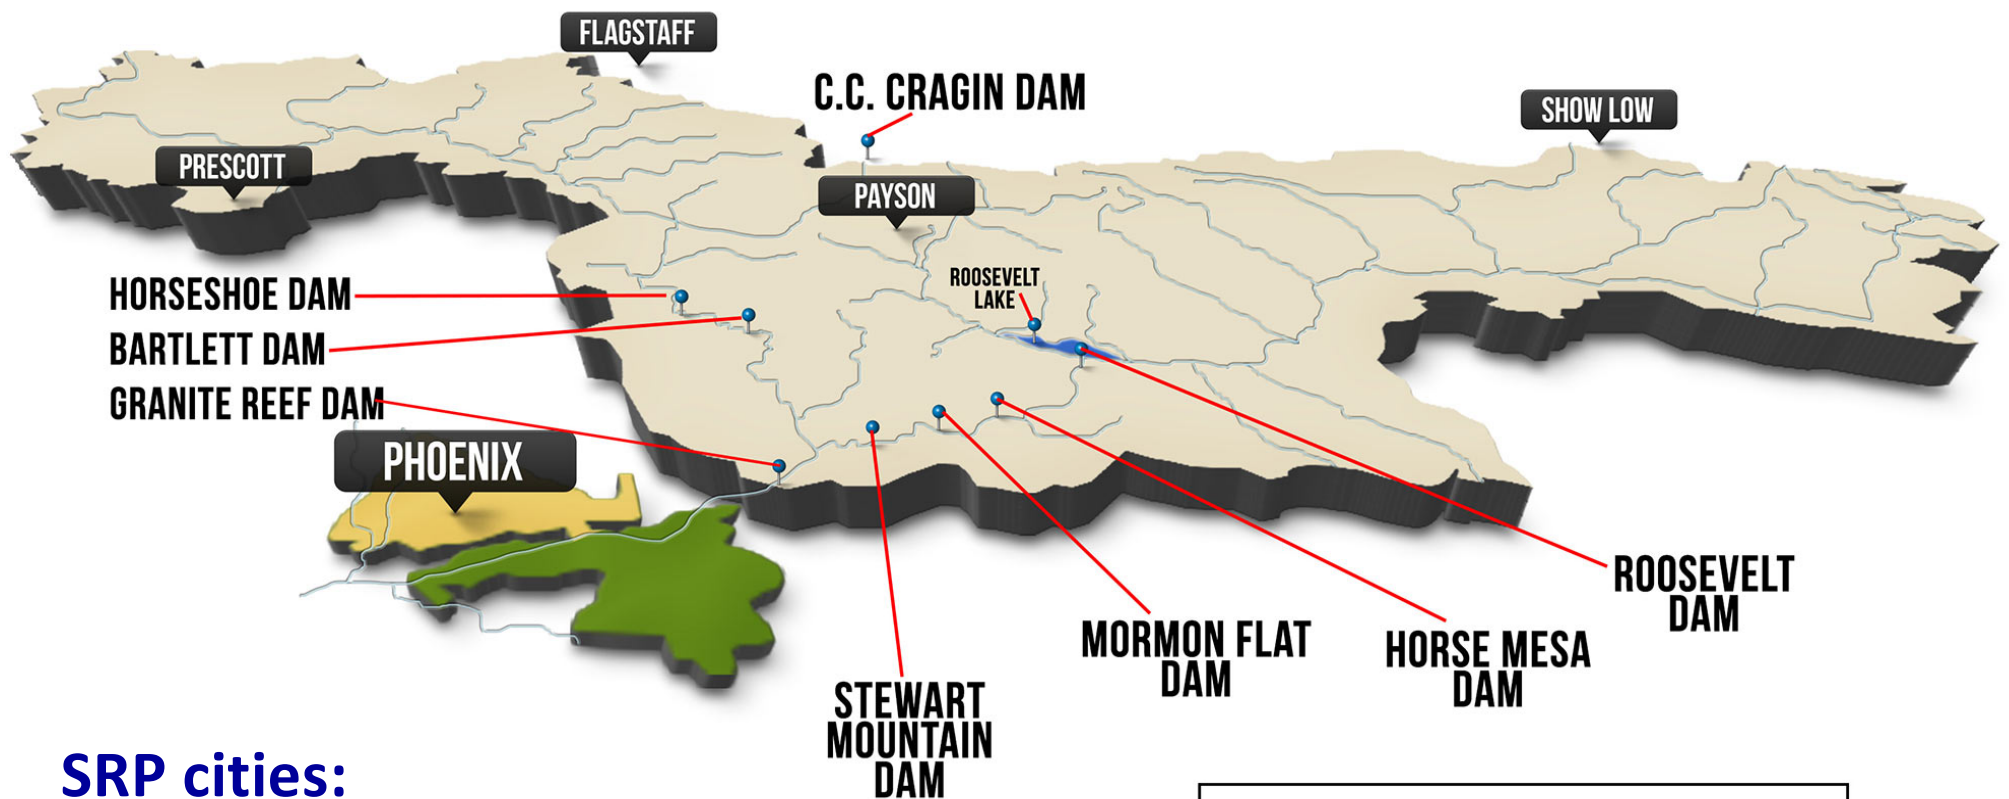 FLAGSTAFF
C.C. CRAGIN DAM
SHOW LOW
PRESCOTT
PAYSON
HORSESHOE DAM
ROOSEVELT
LAKE
BARTLETT DAM
GRANITE REEF DAM
PHOENIX
ROOSEVELT
DAM
MORMON FLAT
DAM
HORSE MESA
DAM
STEWART
MOUNTAIN
DAM
SRP cities: